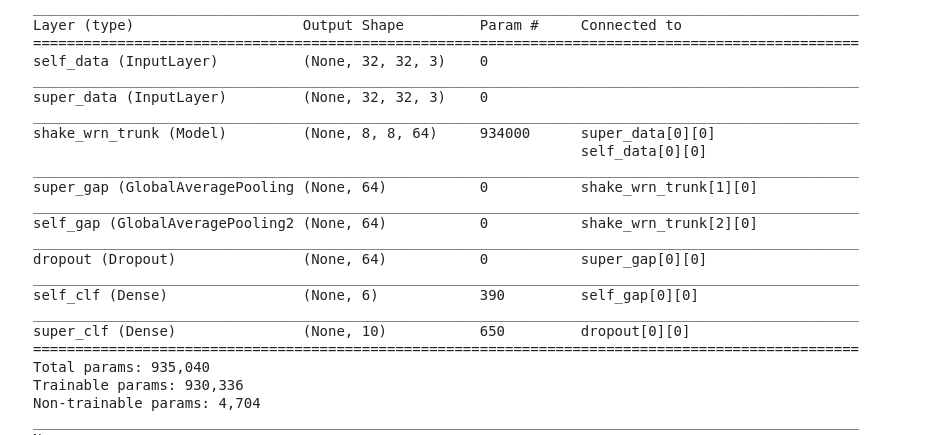 Layer (type) Output Shape Param # Connected to
==================================================================================================
self_data (InputLayer) (None, 32, 32, 3) 0
super_data (InputLayer) (None, 32, 32, 3) 0
shake_wrn_trunk (Model) (None, 8, 8, 64) 934000 super_data[0][0]
self_data[0][0]
super_gap (GlobalAveragePooling (None, 64) 0 shake_wrn_trunk[1][0]
self_gap (GlobalAveragePooling2 (None, 64) 0 shake_wrn_trunk[2][0]
dropout (Dropout) (None, 64) 0 super_gap[0][0]
self_clf (Dense) (None, 6) 390 self_gap[0][0]
super_clf (Dense) (None, 10) 650 dropout[0][0]
==================================================================================================
Total params: 935,040
Trainable params: 930,336
Non-trainable params: 4,704